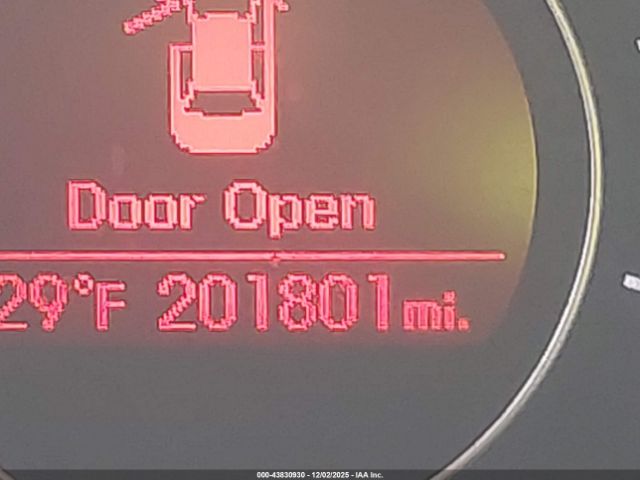 Door Open
29°F 201801mi.
000-43830930 - 12/02/2025 - IAA Inc.